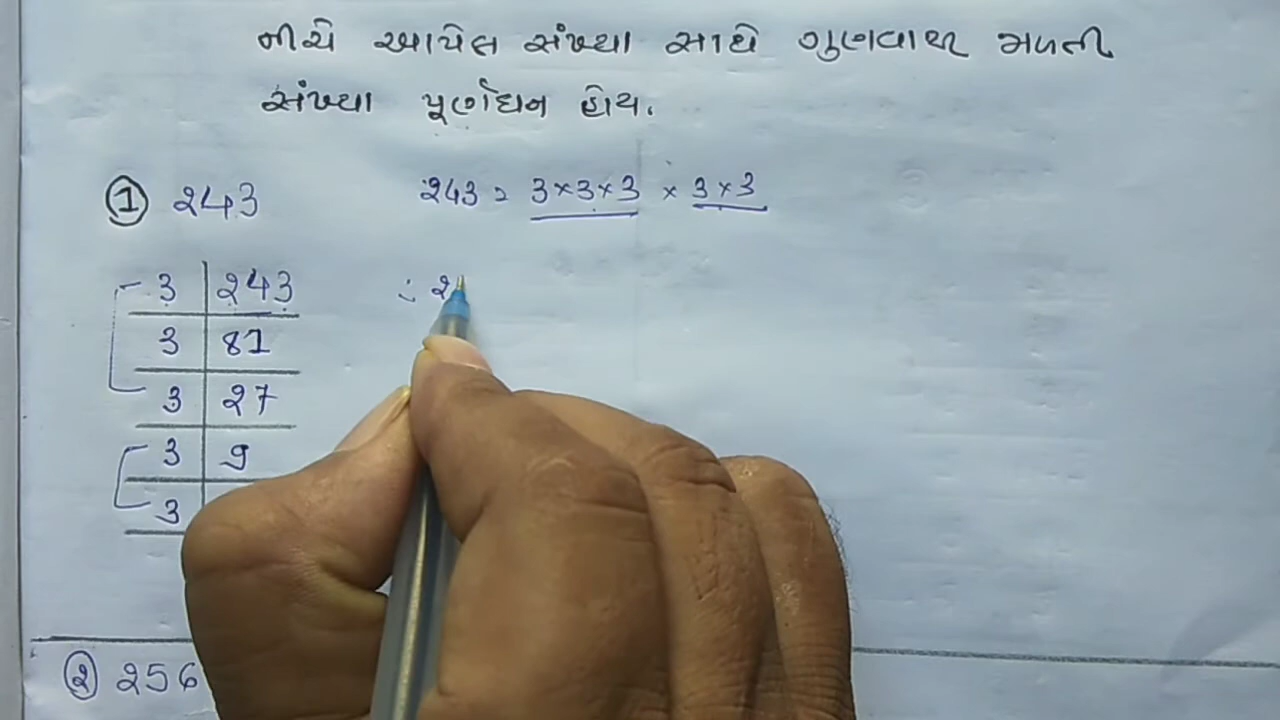 નીચે આપેલ સંખ્યા સાથે ગુણવાથી મળતી
સંખ્યા પૂર્ણઘન હોય.
① 243
243 = 3×3×3 × 3×3
3 | 243
3 | 81
3 | 27
3 | 9
3
∴ 2
② 256